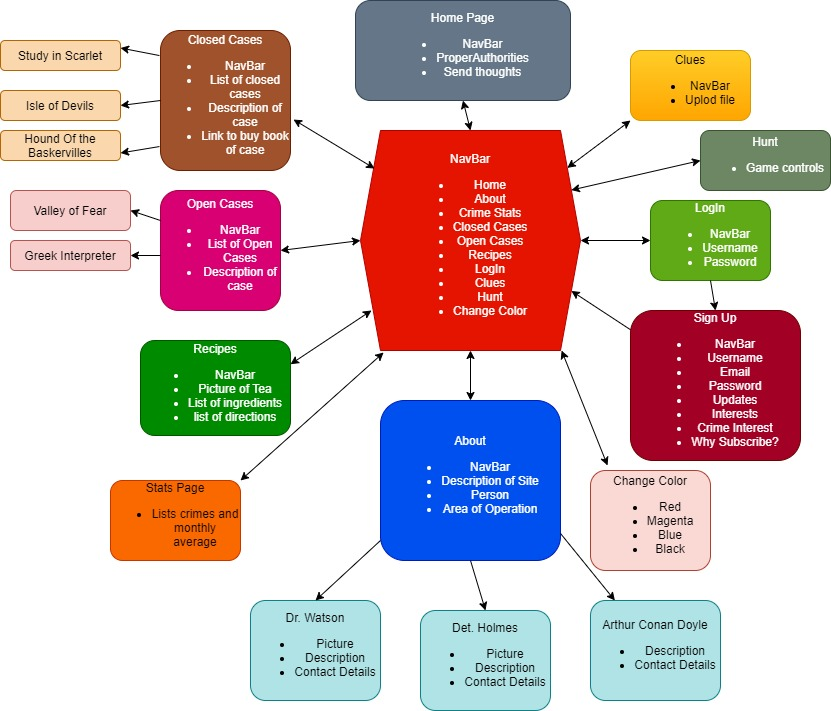 Home Page
NavBar
ProperAuthorities
Send thoughts
Closed Cases
NavBar
List of closed
cases
Description of
case
Link to buy book
of case
Study in Scarlet
Isle of Devils
Hound Of the
Baskervilles
Clues
NavBar
Uplod file
Hunt
Game controls
NavBar
Home
About
Crime Stats
Closed Cases
Open Cases
Recipes
LogIn
Clues
Hunt
Change Color
Open Cases
NavBar
List of Open
Cases
Description of
case
Valley of Fear
Greek Interpreter
LogIn
NavBar
Username
Password
Sign Up
NavBar
Username
Email
Password
Updates
Interests
Crime Interest
Why Subscribe?
Recipes
NavBar
Picture of Tea
List of ingredients
list of directions
About
NavBar
Description of Site
Person
Area of Operation
Stats Page
Lists crimes and
monthly
average
Change Color
Red
Magenta
Blue
Black
Dr. Watson
Picture
Description
Contact Details
Det. Holmes
Picture
Description
Contact Details
Arthur Conan Doyle
Description
Contact Details